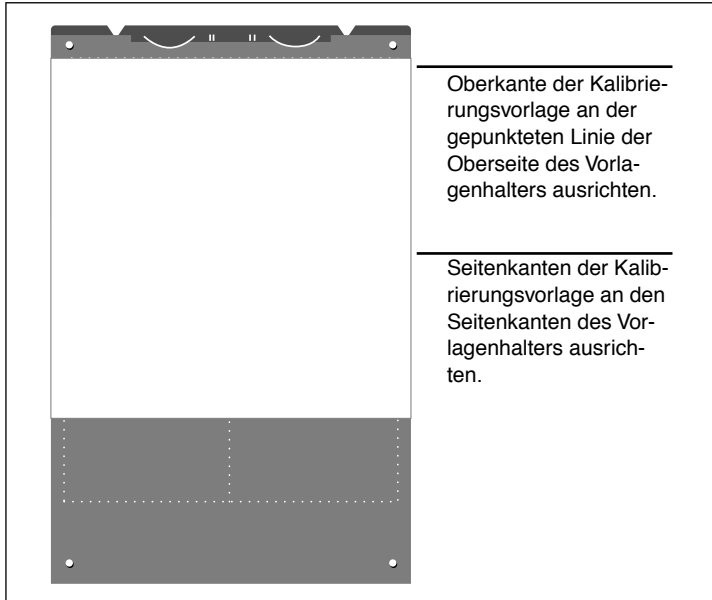 Oberkante der Kalibrie-
rungsvorlage an der
gepunkteten Linie der
Oberseite des Vorla-
genhalters ausrichten.
Seitenkanten der Kalib-
rierungsvorlage an den
Seitenkanten des Vor-
lagenhalters ausrich-
ten.